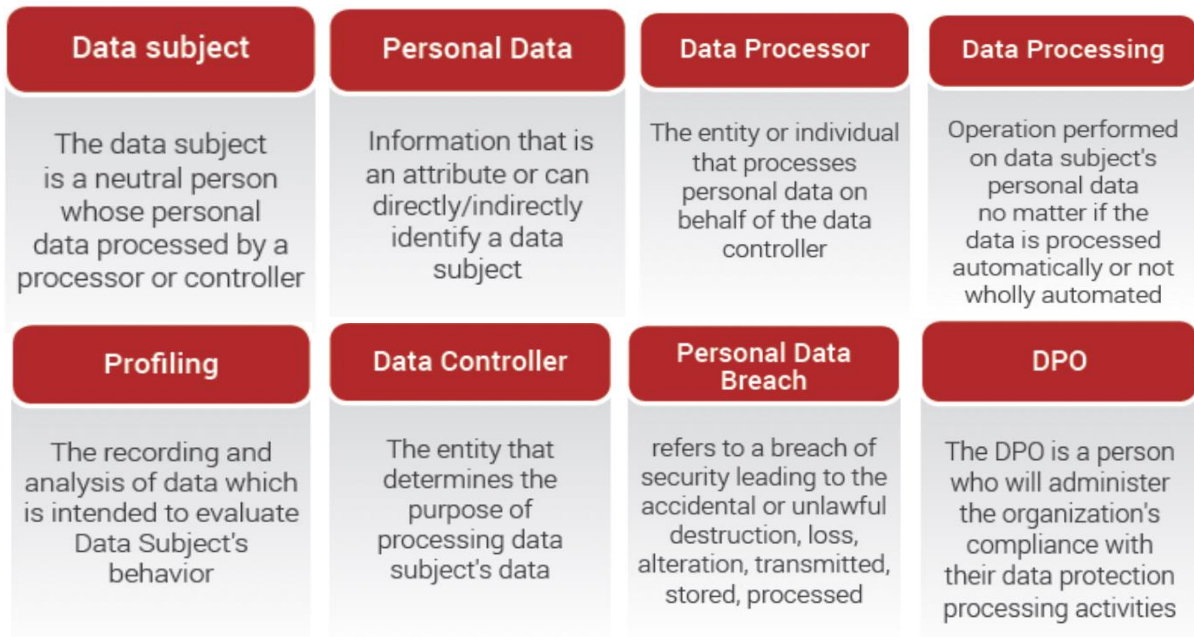 Data subject
The data subject
is a neutral person
whose personal
data processed by a
processor or controller
Personal Data
Information that is
an attribute or can
directly/indirectly
identify a data
subject
Data Processor
The entity or individual
that processes
personal data on
behalf of the data
controller
Data Processing
Operation performed
on data subject's
personal data
no matter if the
data is processed
automatically or not
wholly automated
Profiling
The recording and
analysis of data which
is intended to evaluate
Data Subject's
behavior
Data Controller
The entity that
determines the
purpose of
processing data
subject's data
Personal Data
Breach
refers to a breach of
security leading to the
accidental or unlawful
destruction, loss,
alteration, transmitted,
stored, processed
DPO
The DPO is a person
who will administer
the organization's
compliance with
their data protection
processing activities